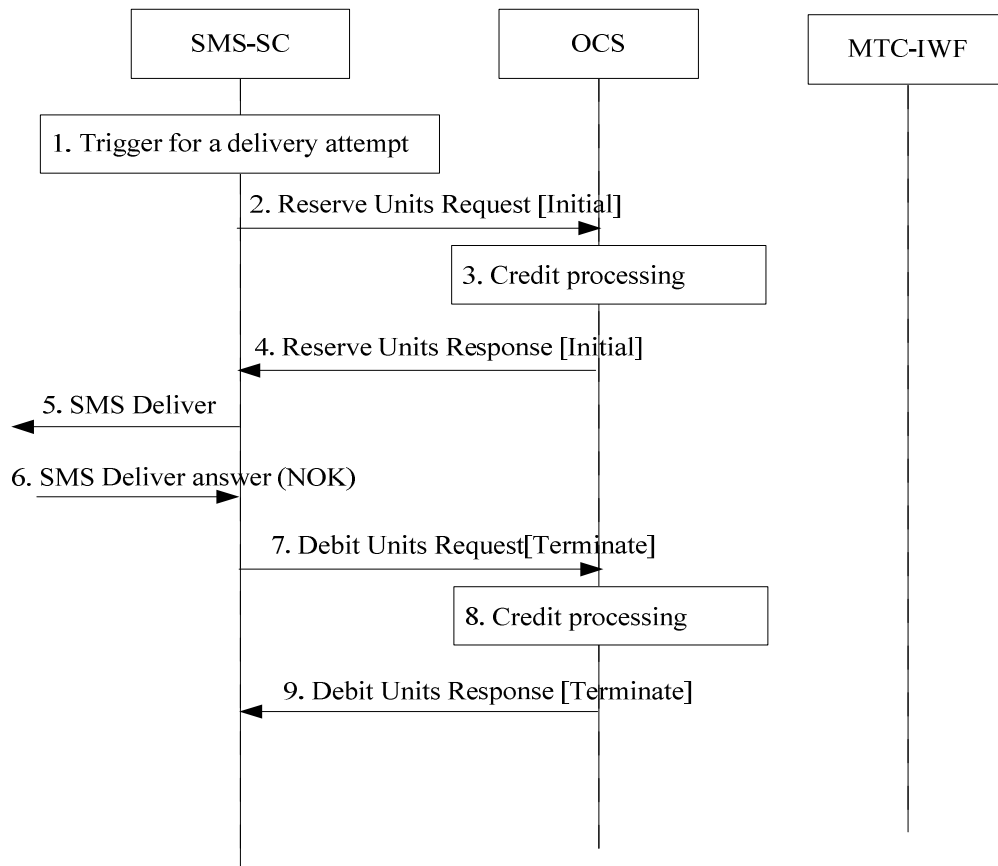 SMS-SC
OCS
MTC-IWF
1. Trigger for a delivery attempt
2. Reserve Units Request [Initial]
3. Credit processing
4. Reserve Units Response [Initial]
5. SMS Deliver
6. SMS Deliver answer (NOK)
7. Debit Units Request[Terminate]
8. Credit processing
9. Debit Units Response [Terminate]